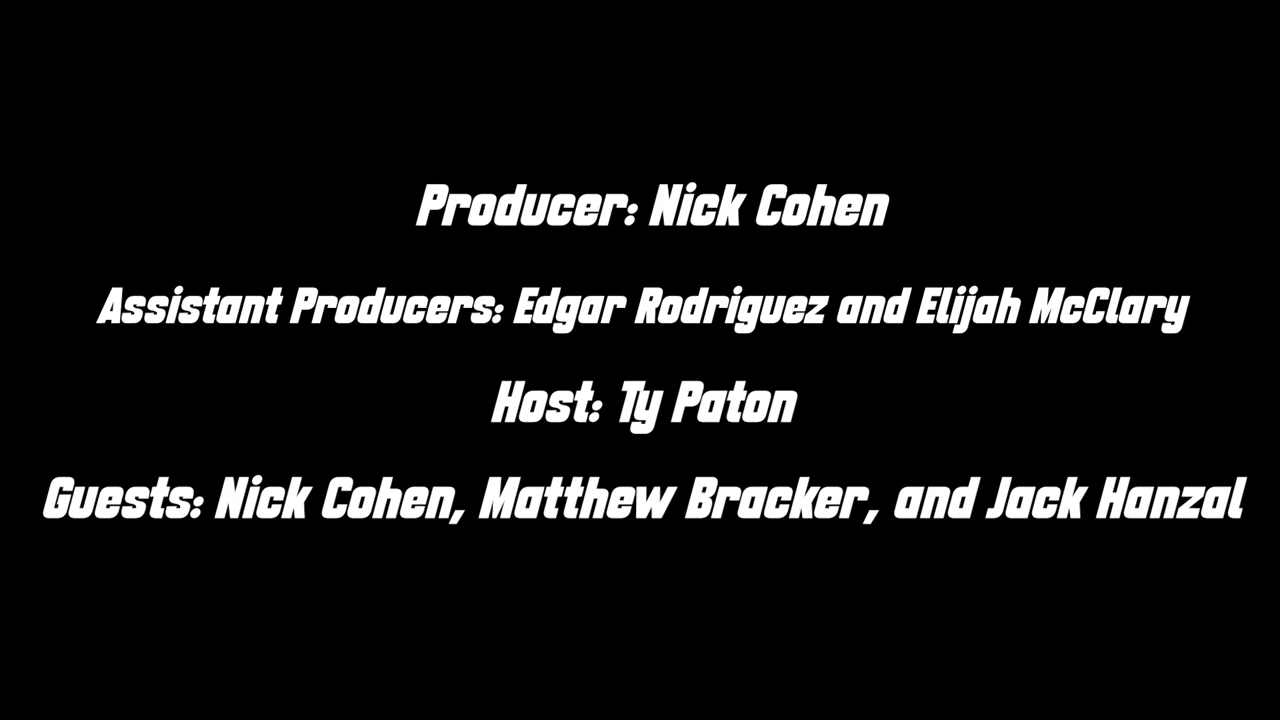 Producer: Nick Cohen
Assistant Producers: Edgar Rodriguez and Elijah McClary
Host: Ty Paton
Guests: Nick Cohen, Matthew Bracker, and Jack Hanzal